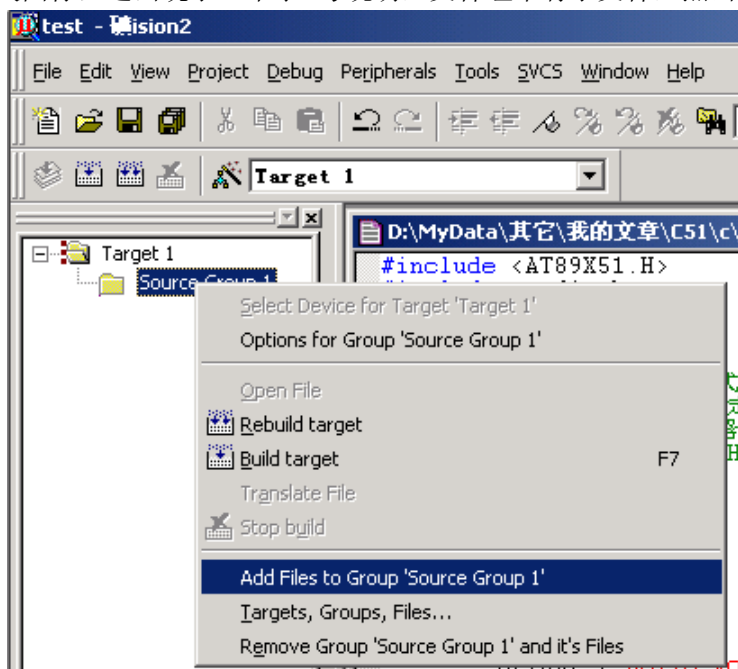 test - µVision2
File Edit View Project Debug Peripherals Tools SVCS Window Help
Target 1
D:\MyData\其它\我的文章\C51\c\
Target 1
#include <AT89X51.H>
Source Group 1
Select Device for Target 'Target 1'
Options for Group 'Source Group 1'
Open File
Rebuild target
Build target F7
Translate File
Stop build
Add Files to Group 'Source Group 1'
Targets, Groups, Files...
Remove Group 'Source Group 1' and it's Files